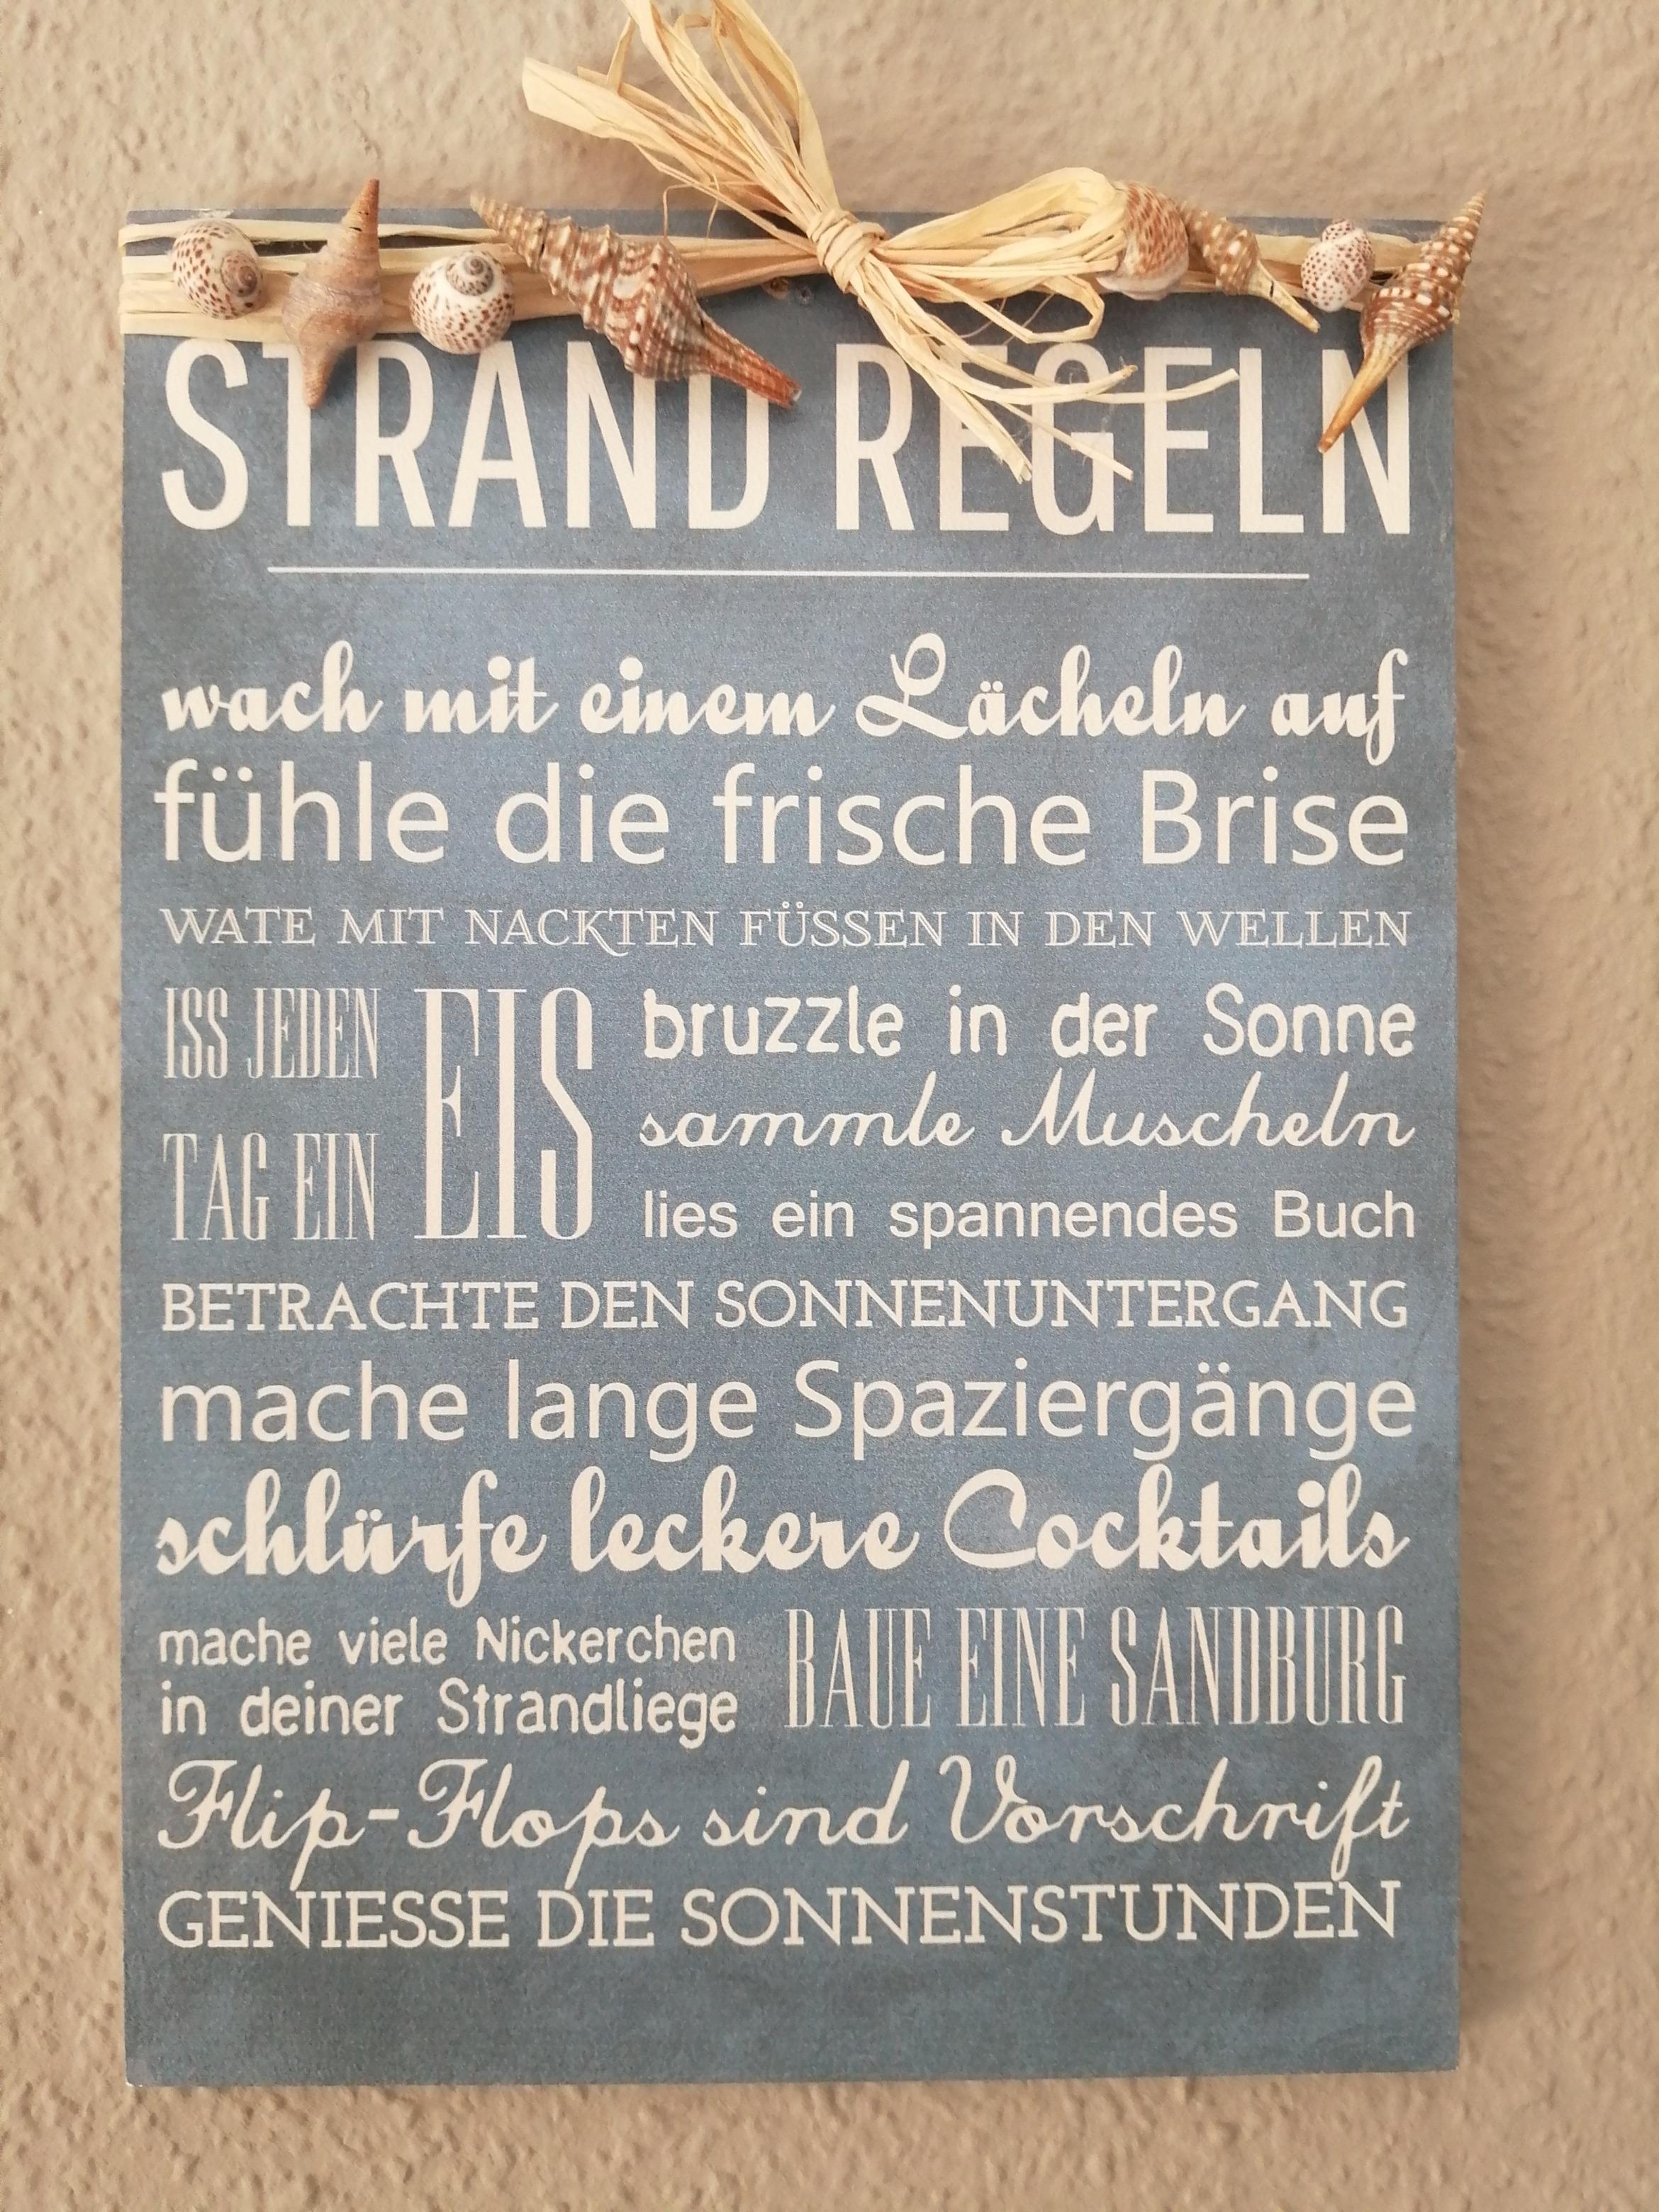 STRAND REGELN
wach mit einem Lächeln auf
fühle die frische Brise
WATE MIT NACKTEN FÜSSEN IN DEN WELLEN
ISS JEDEN
TAG EIN
EIS
bruzzle in der Sonne
sammle Muscheln
lies ein spannendes Buch
BETRACHTE DEN SONNENUNTERGANG
mache lange Spaziergänge
schlürfe leckere Cocktails
mache viele Nickerchen
in deiner Strandliege
BAUE EINE SANDBURG
Flip-Flops sind Vorschrift
GENIESSE DIE SONNENSTUNDEN